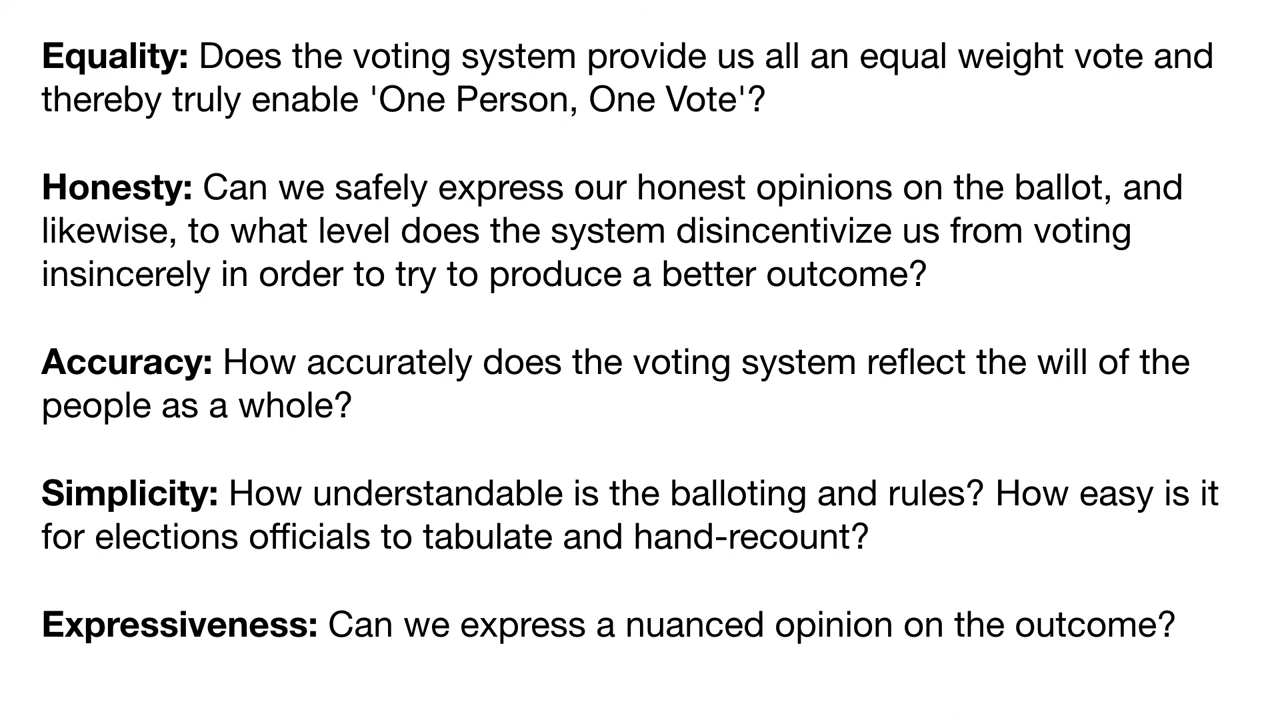 Equality: Does the voting system provide us all an equal weight vote and
thereby truly enable 'One Person, One Vote'?
Honesty: Can we safely express our honest opinions on the ballot, and
likewise, to what level does the system disincentivize us from voting
insincerely in order to try to produce a better outcome?
Accuracy: How accurately does the voting system reflect the will of the
people as a whole?
Simplicity: How understandable is the balloting and rules? How easy is it
for elections officials to tabulate and hand-recount?
Expressiveness: Can we express a nuanced opinion on the outcome?